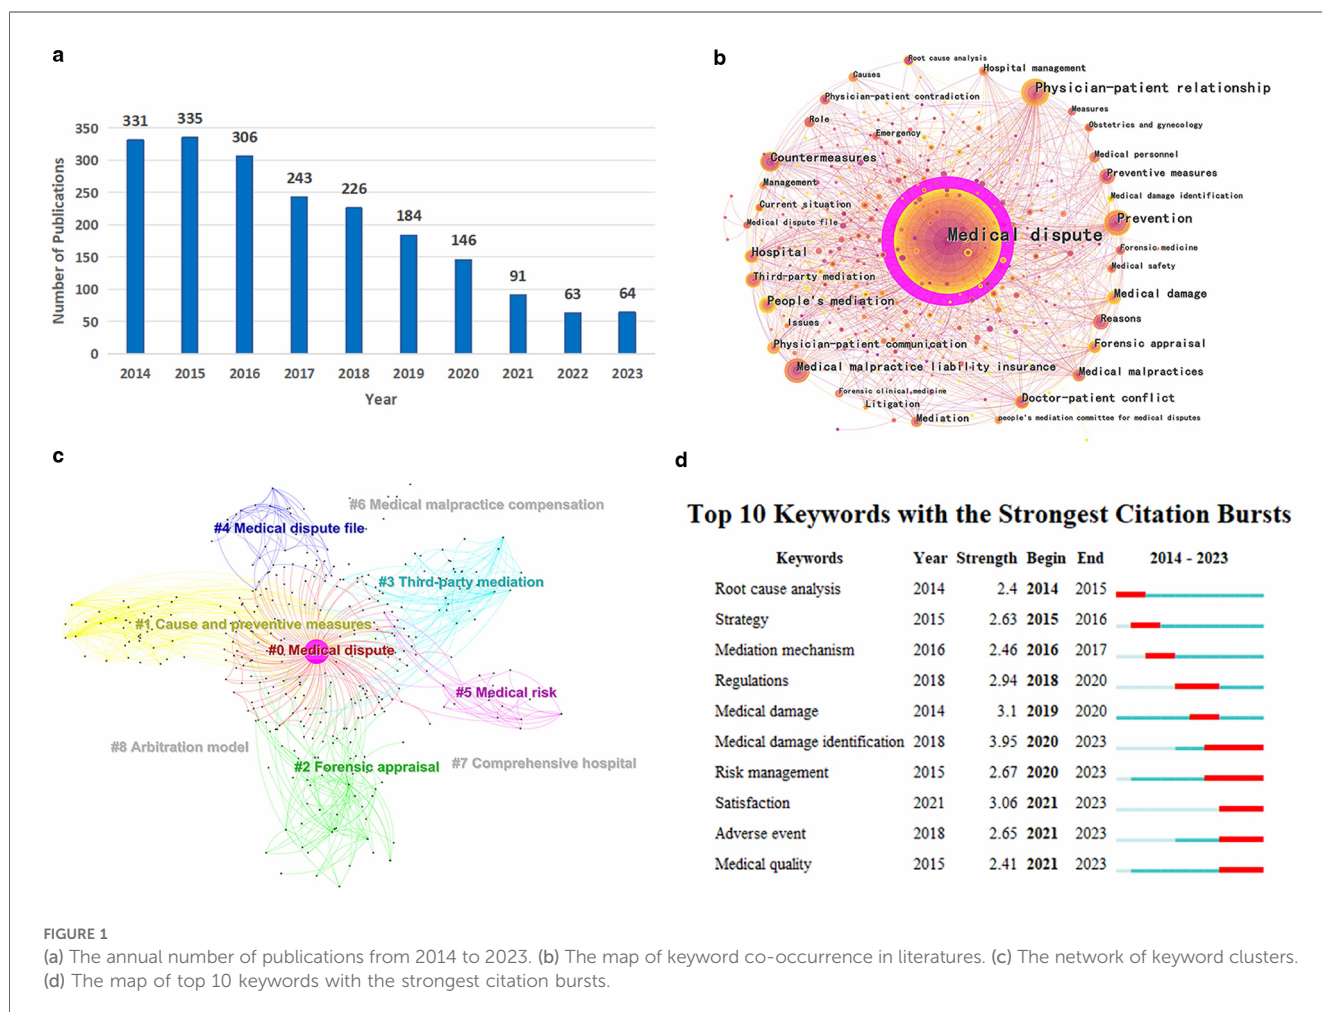 a
350
300
250
200
150
100
50
0
Number of Publications
331
335
306
243
226
184
146
91
63
64
2014
2015
2016
2017
2018
2019
2020
2021
2022
2023
Year
b
Root cause analysis
Hospital management
Causes
Physician-patient relationship
Physician-patient contradiction
Measures
Role
Obstetrics and gynecology
Emergency
Countermeasures
Medical personnel
Preventive measures
Management
Medical damage identification
Current situation
Prevention
Medical dispute file
Medical dispute
Hospital
Forensic medicine
Medical safety
Third-party mediation
Medical damage
People's mediation
Issues
Reasons
Physician-patient communication
Forensic appraisal
Medical malpractice liability insurance
Medical malpractices
Forensic clinical medicine
Litigation
Doctor-patient conflict
Mediation
people's mediation committee for medical disputes
c
#6 Medical malpractice compensation
#4 Medical dispute file
#3 Third-party mediation
#1 Cause and preventive measures
#0 Medical dispute
#5 Medical risk
#8 Arbitration model
#2 Forensic appraisal
#7 Comprehensive hospital
d
Top 10 Keywords with the Strongest Citation Bursts
Keywords Year Strength Begin End 2014 - 2023
Root cause analysis 2014 2.4 2014 2015
Strategy 2015 2.63 2015 2016
Mediation mechanism 2016 2.46 2016 2017
Regulations 2018 2.94 2018 2020
Medical damage 2014 3.1 2019 2020
Medical damage identification 2018 3.95 2020 2023
Risk management 2015 2.67 2020 2023
Satisfaction 2021 3.06 2021 2023
Adverse event 2018 2.65 2021 2023
Medical quality 2015 2.41 2021 2023
FIGURE 1
(a) The annual number of publications from 2014 to 2023. (b) The map of keyword co-occurrence in literatures. (c) The network of keyword clusters.
(d) The map of top 10 keywords with the strongest citation bursts.